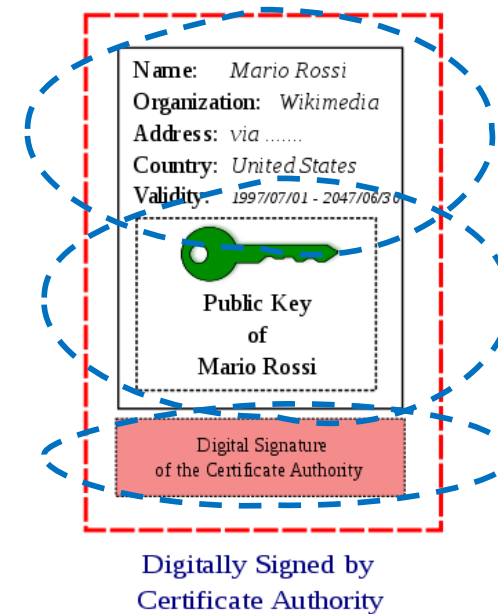 Name: Mario Rossi
Organization: Wikimedia
Address: via .......
Country: United States
Validity: 1997/07/01 - 2047/06/30
Public Key
of
Mario Rossi
Digital Signature
of the Certificate Authority
Digitally Signed by
Certificate Authority